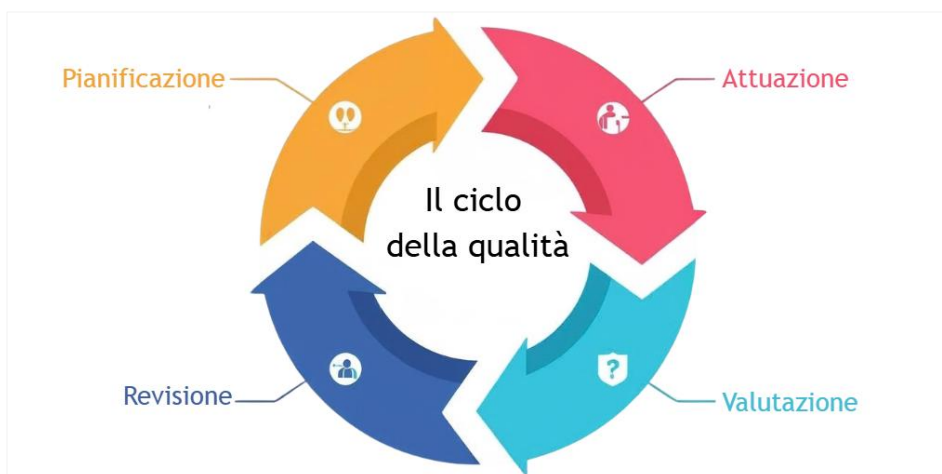 Pianificazione
Attuazione
Il ciclo
della qualità
Revisione
Valutazione
?